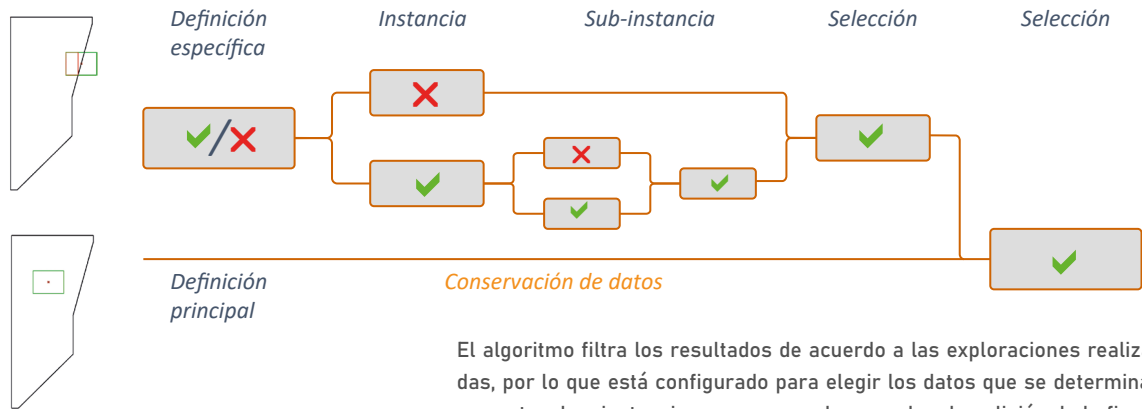 Definición
específica
Instancia
Sub-instancia
Selección
Selección
Definición
principal
Conservación de datos
El algoritmo filtra los resultados de acuerdo a las exploraciones realiz
das, por lo que está configurado para elegir los datos que se determina